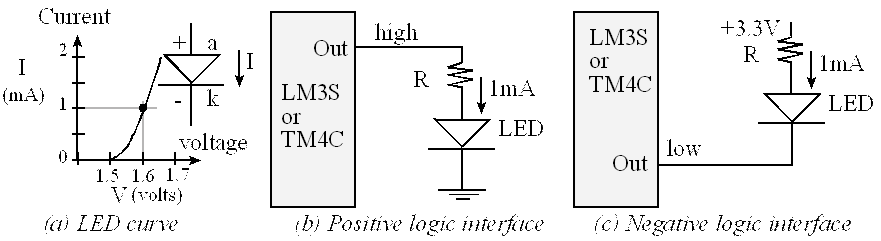 Current
2
I
(mA)
1
0
1.5 1.6 1.7
V (volts)
voltage
+ a
I
- k
(a) LED curve
Out
LM3S
or
TM4C
high
R
1mA
LED
(b) Positive logic interface
LM3S
or
TM4C
Out
low
+3.3V
R
1mA
LED
(c) Negative logic interface